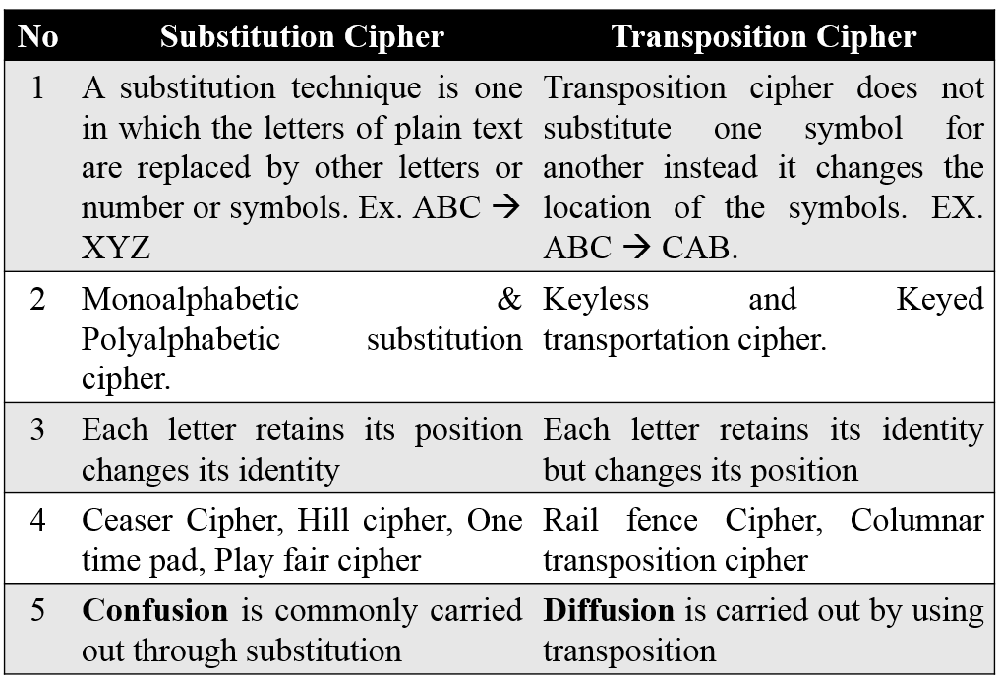 No Substitution Cipher Transposition Cipher
1 A substitution technique is one
in which the letters of plain text
are replaced by other letters or
number or symbols. Ex. ABC →
XYZ
Transposition cipher does not
substitute one symbol for
another instead it changes the
location of the symbols. EX.
ABC → CAB.
2 Monoalphabetic &
Polyalphabetic substitution
cipher.
Keyless and Keyed
transportation cipher.
3 Each letter retains its position
changes its identity
Each letter retains its identity
but changes its position
4 Ceaser Cipher, Hill cipher, One
time pad, Play fair cipher
Rail fence Cipher, Columnar
transposition cipher
5 Confusion is commonly carried
out through substitution
Diffusion is carried out by using
transposition